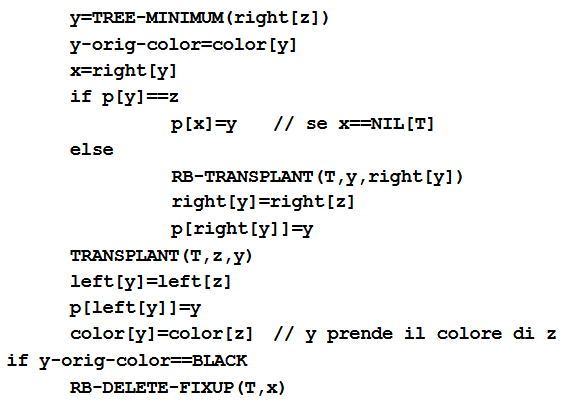 y=TREE-MINIMUM(right[z])
y-orig-color=color[y]
x=right[y]
if p[y]==z
p[x]=y // se x==NIL[T]
else
RB-TRANSPLANT(T,y,right[y])
right[y]=right[z]
p[right[y]]=y
TRANSPLANT(T,z,y)
left[y]=left[z]
p[left[y]]=y
color[y]=color[z] // y prende il colore di z
if y-orig-color==BLACK
RB-DELETE-FIXUP(T,x)